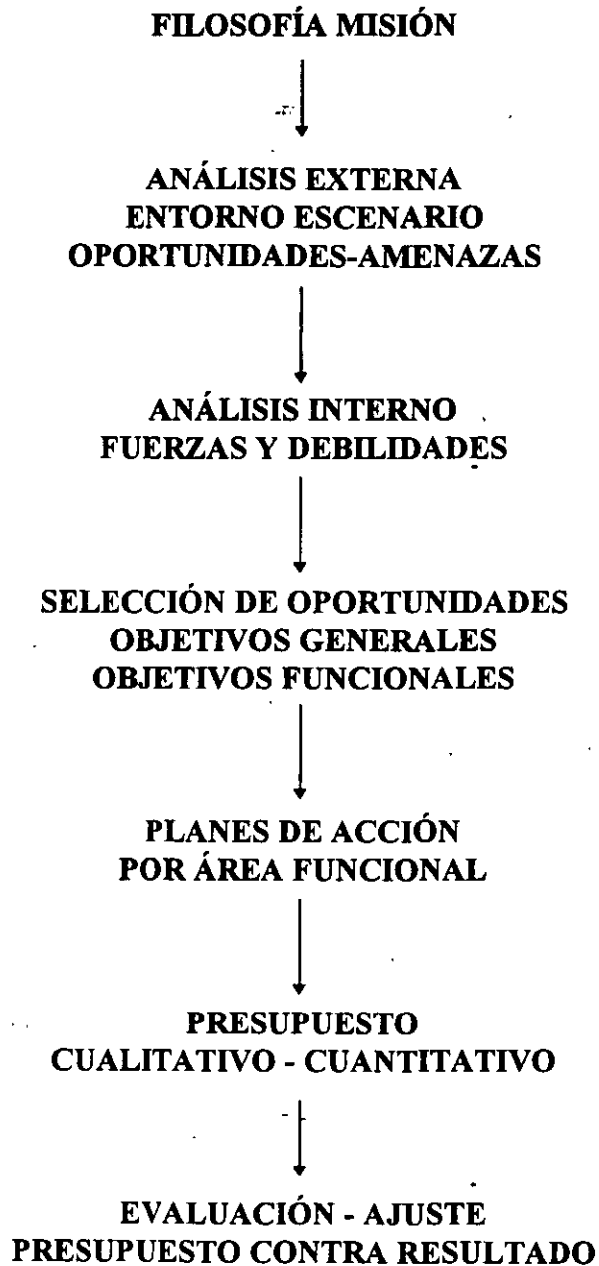 FILOSOFÍA MISIÓN
ANÁLISIS EXTERNA
ENTORNO ESCENARIO
OPORTUNIDADES-AMENAZAS
ANÁLISIS INTERNO
FUERZAS Y DEBILIDADES
SELECCIÓN DE OPORTUNIDADES
OBJETIVOS GENERALES
OBJETIVOS FUNCIONALES
PLANES DE ACCIÓN
POR ÁREA FUNCIONAL
PRESUPUESTO
CUALITATIVO - CUANTITATIVO
EVALUACIÓN - AJUSTE
PRESUPUESTO CONTRA RESULTADO